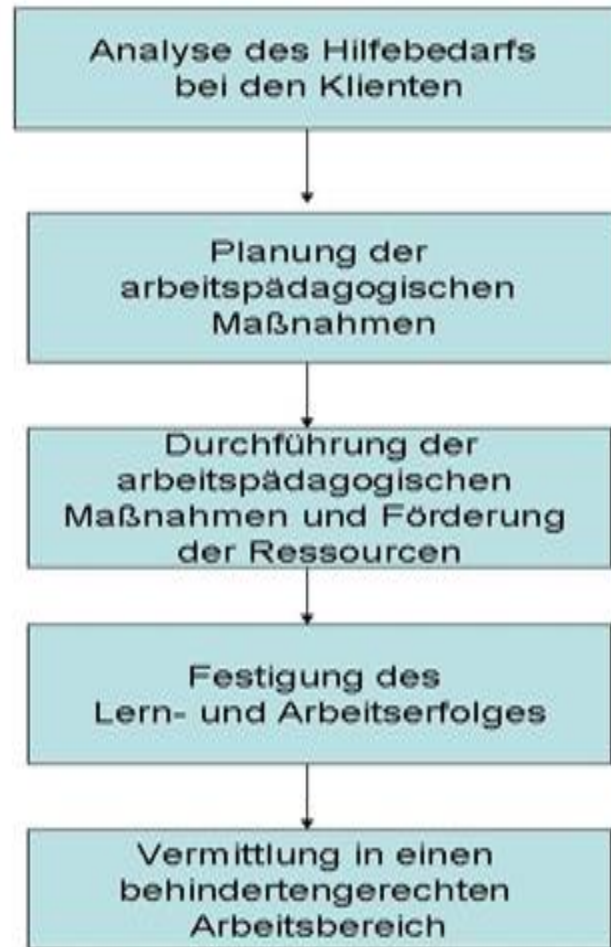 Analyse des Hilfebedarfs
bei den Klienten
Planung der
arbeitspädagogischen
Maßnahmen
Durchführung der
arbeitspädagogischen
Maßnahmen und Förderung
der Ressourcen
Festigung des
Lern- und Arbeitserfolges
Vermittlung in einen
behindertengerechten
Arbeitsbereich